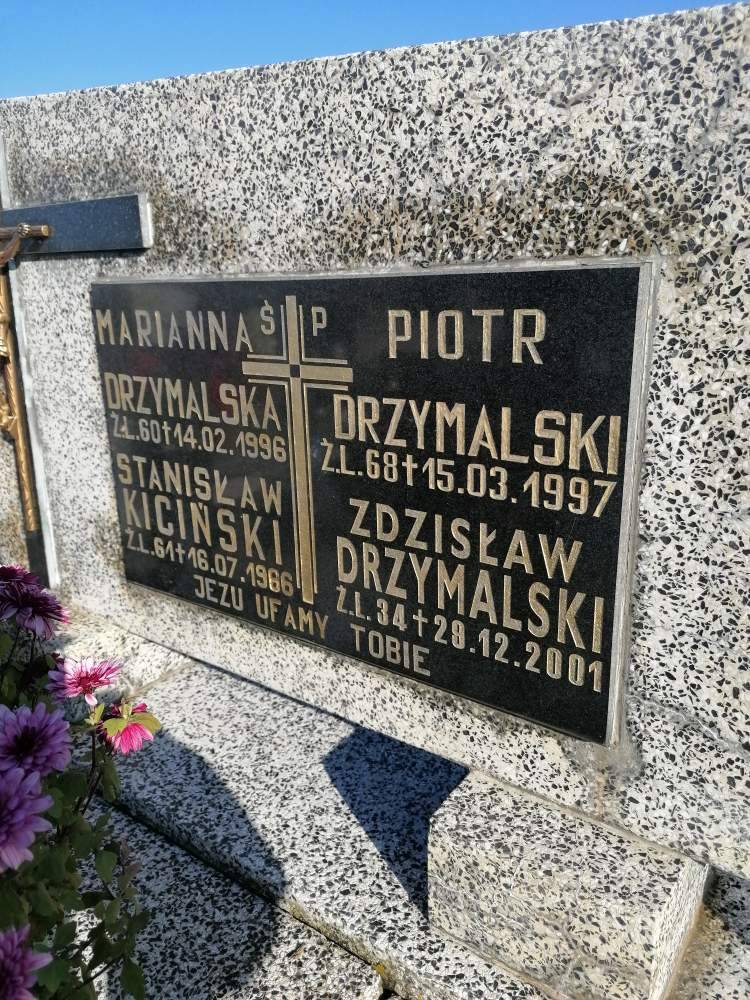 Ś P
MARIANNA
DRZYMALSKA
Ż.L.60 † 14.02.1996
STANISŁAW
KICIŃSKI
Ż.L.61 † 16.07.1966
PIOTR
DRZYMALSKI
Ż.L.68 † 15.03.1997
ZDZISŁAW
DRZYMALSKI
Ż.L.34 † 29.12.2001
JEZU UFAMY TOBIE